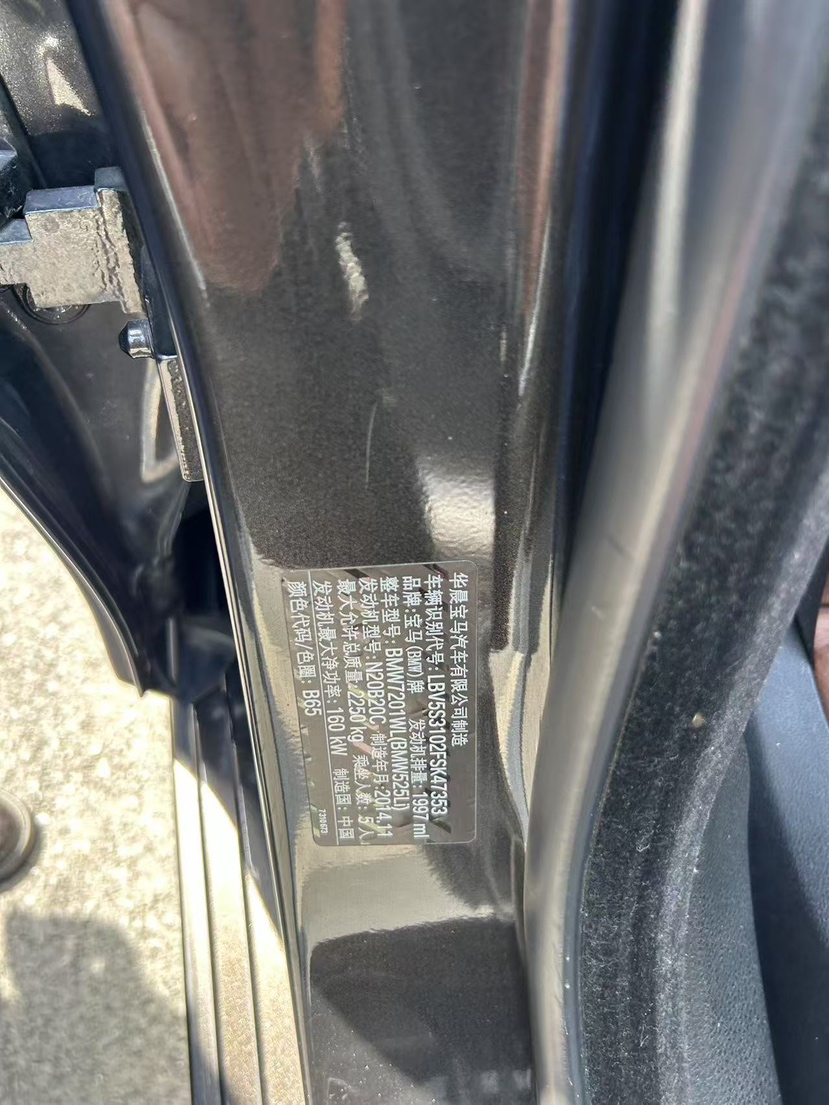 华晨宝马汽车有限公司制造
车辆识别代号: LBV5S3102FSK47353
品牌: 宝马(BMW)牌 发动机排量: 1997ml
整车型号: BMW7201WL(BMW525Li)
发动机型号: N20B20C 制造年月: 2014.11
最大允许总质量: 2250 kg 乘坐人数: 5人
发动机最大净功率: 160 kW 制造国: 中国
颜色代码/色圈: B65